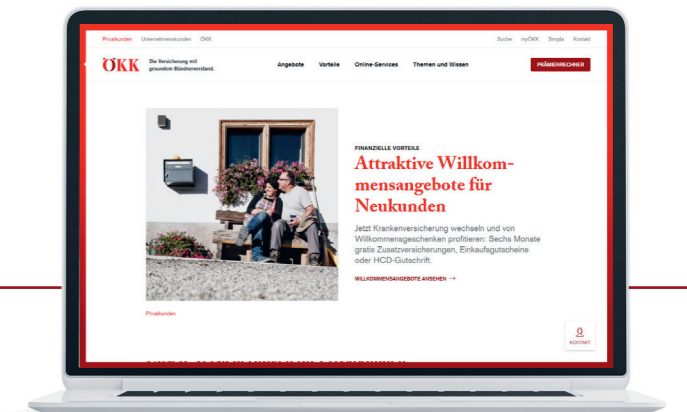 Privatkunden Unternehmenskunden ÖKK
Suche myÖKK Simpla Kontakt
ÖKK
Die Versicherung mit
gesundem Bündnerverstand.
Angebote Vorteile Online-Services Themen und Wissen
PRÄMIENRECHNER
FINANZIELLE VORTEILE
Attraktive Willkom-
mensangebote für
Neukunden
Jetzt Krankenversicherung wechseln und von
Willkommensgeschenken profitieren: Sechs Monate
gratis Zusatzversicherungen, Einkaufsgutscheine
oder HCD-Gutschrift.
WILLKOMMENSANGEBOTE ANSEHEN →
Privatkunden
KONTAKT